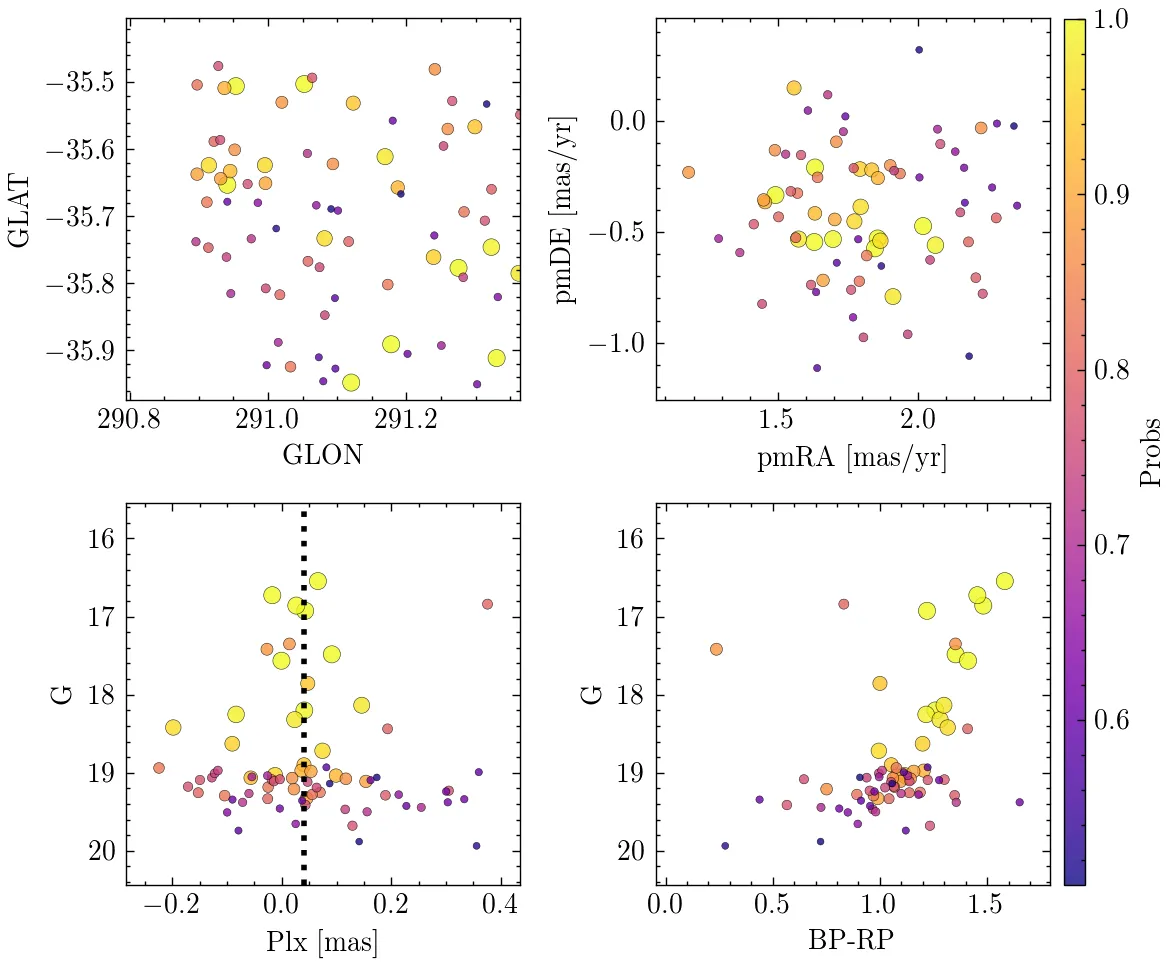 −35.5
−35.6
−35.7
−35.8
−35.9
GLAT
290.8 291.0 291.2
GLON
0.0
−0.5
−1.0
pmDE [mas/yr]
1.5 2.0
pmRA [mas/yr]
1.0
0.9
0.8
0.7
0.6
Probs
16
17
18
19
20
G
−0.2 0.0 0.2 0.4
Plx [mas]
16
17
18
19
20
G
0.0 0.5 1.0 1.5
BP-RP